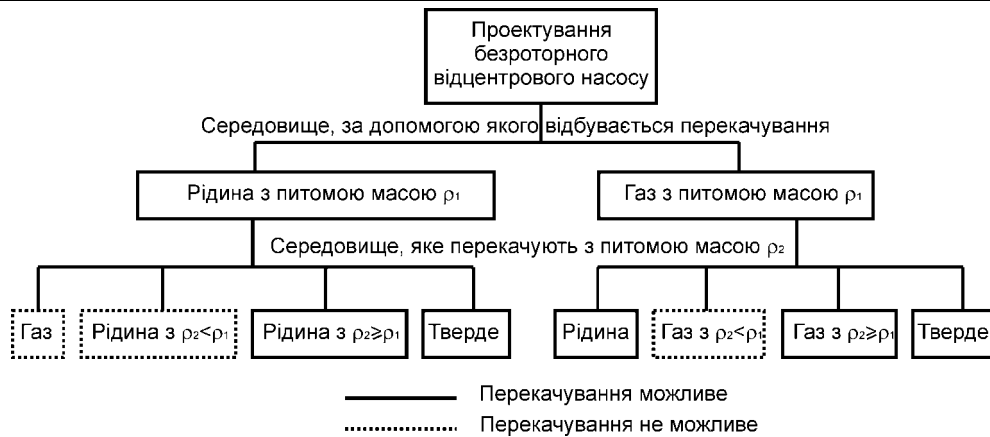 Проектування
безроторного
відцентрового насосу
Середовище, за допомогою якого відбувається перекачування
Рідина з питомою масою ρ₁
Газ з питомою масою ρ₁
Середовище, яке перекачують з питомою масою ρ₂
Газ
Рідина з ρ₂<ρ₁
Рідина з ρ₂⩾ρ₁
Тверде
Рідина
Газ з ρ₂<ρ₁
Газ з ρ₂⩾ρ₁
Тверде
Перекачування можливе
Перекачування не можливе